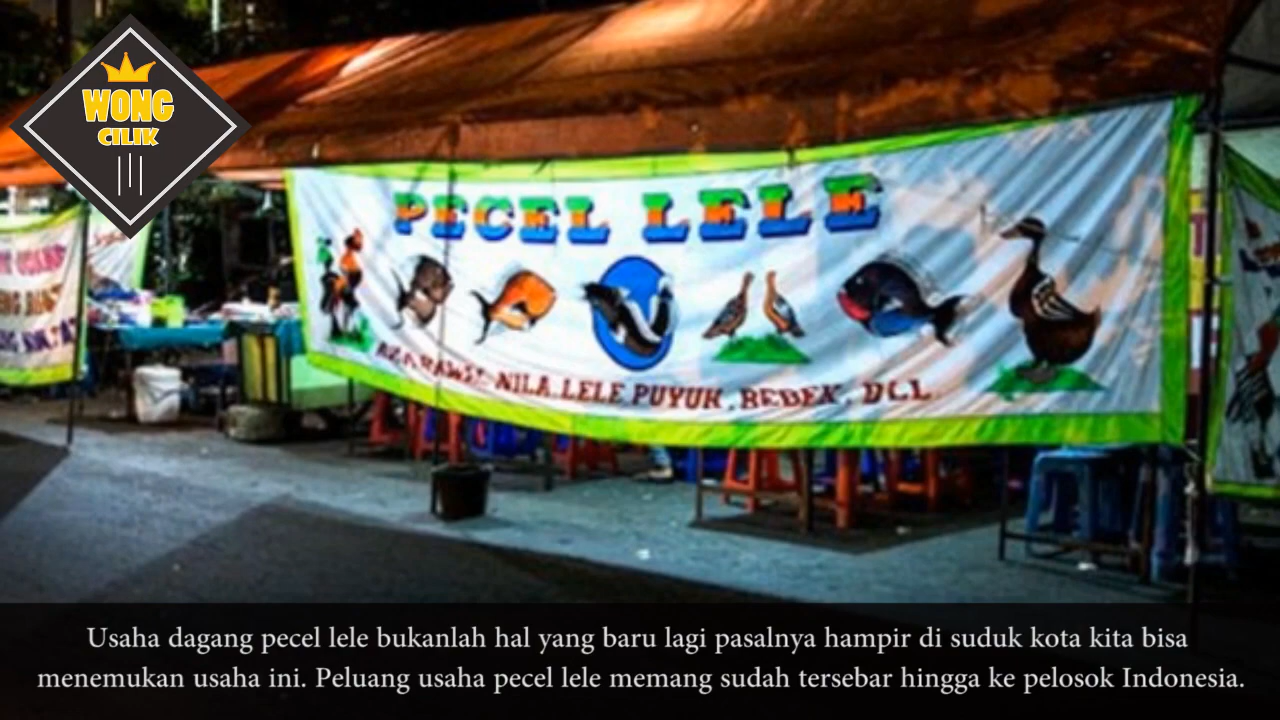 WONG
CILIK
PECEL LELE
NILA.LELE PUYUH, BEBEK, DLL
Usaha dagang pecel lele bukanlah hal yang baru lagi pasalnya hampir di suduk kota kita bisa
menemukan usaha ini. Peluang usaha pecel lele memang sudah tersebar hingga ke pelosok Indonesia.